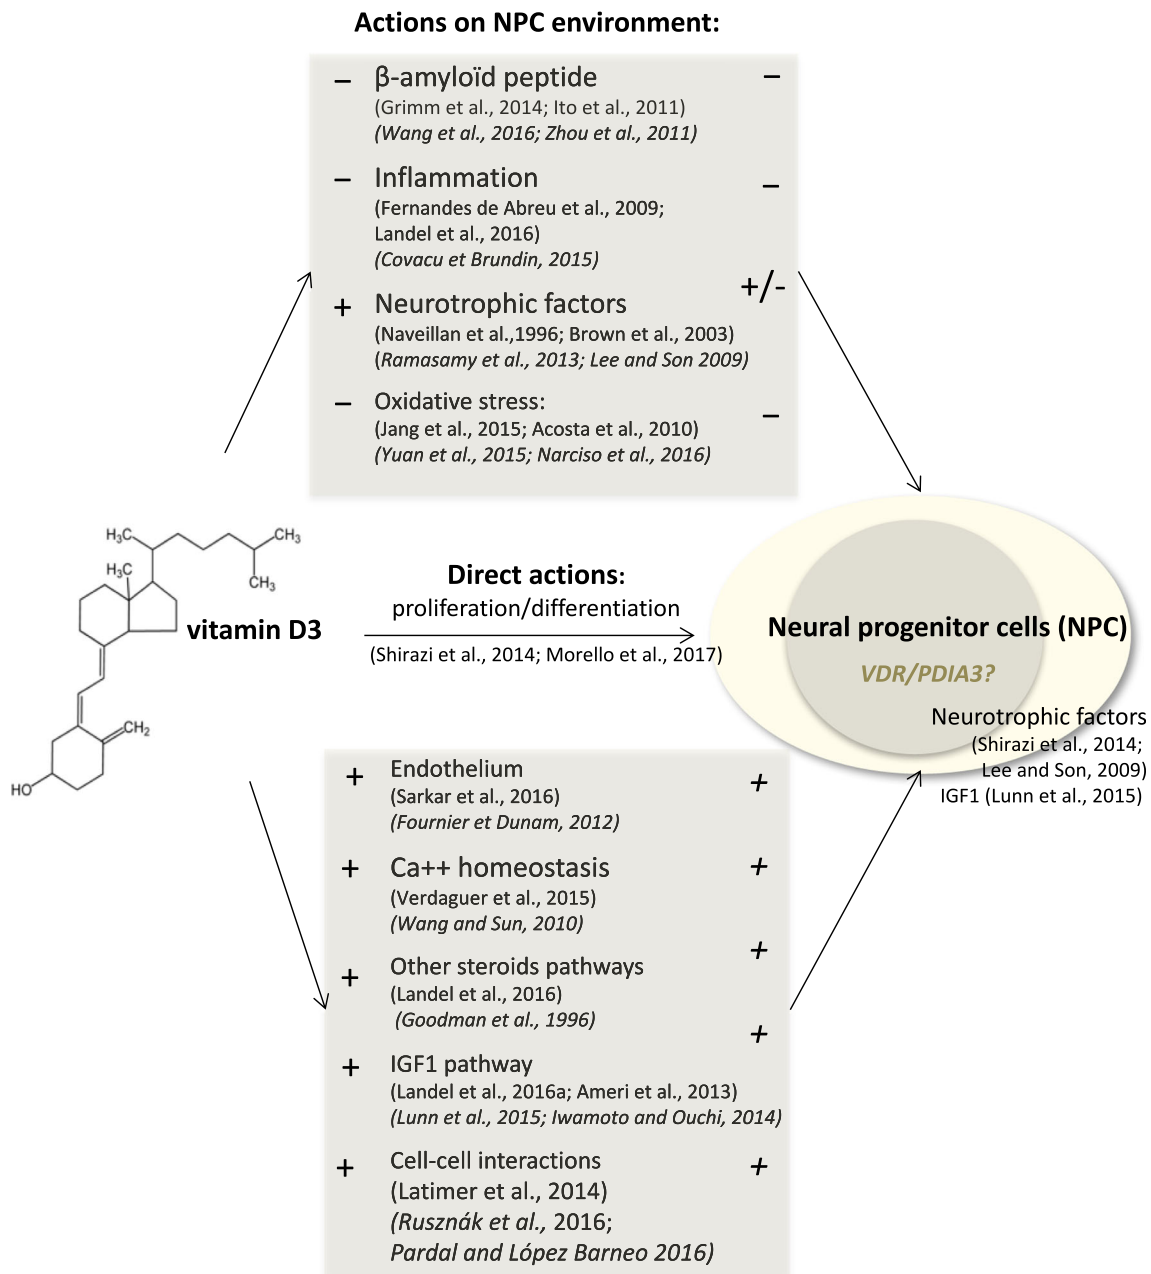 Actions on NPC environment:
– β-amyloïd peptide –
(Grimm et al., 2014; Ito et al., 2011)
(Wang et al., 2016; Zhou et al., 2011)
– Inflammation –
(Fernandes de Abreu et al., 2009;
Landel et al., 2016)
(Covacu et Brundin, 2015)
+ Neurotrophic factors +/-
(Naveillan et al.,1996; Brown et al., 2003)
(Ramasamy et al., 2013; Lee and Son 2009)
– Oxidative stress: –
(Jang et al., 2015; Acosta et al., 2010)
(Yuan et al., 2015; Narciso et al., 2016)
H3C
CH3
H3C
CH3
vitamin D3
CH2
HO
Direct actions:
proliferation/differentiation
(Shirazi et al., 2014; Morello et al., 2017)
Neural progenitor cells (NPC)
VDR/PDIA3?
Neurotrophic factors
(Shirazi et al., 2014;
Lee and Son, 2009)
IGF1 (Lunn et al., 2015)
+ Endothelium +
(Sarkar et al., 2016)
(Fournier et Dunam, 2012)
+ Ca++ homeostasis +
(Verdaguer et al., 2015)
(Wang and Sun, 2010)
+ Other steroids pathways +
(Landel et al., 2016)
(Goodman et al., 1996)
+ IGF1 pathway +
(Landel et al., 2016a; Ameri et al., 2013)
(Lunn et al., 2015; Iwamoto and Ouchi, 2014)
+ Cell-cell interactions +
(Latimer et al., 2014)
(Rusznák et al., 2016;
Pardal and López Barneo 2016)